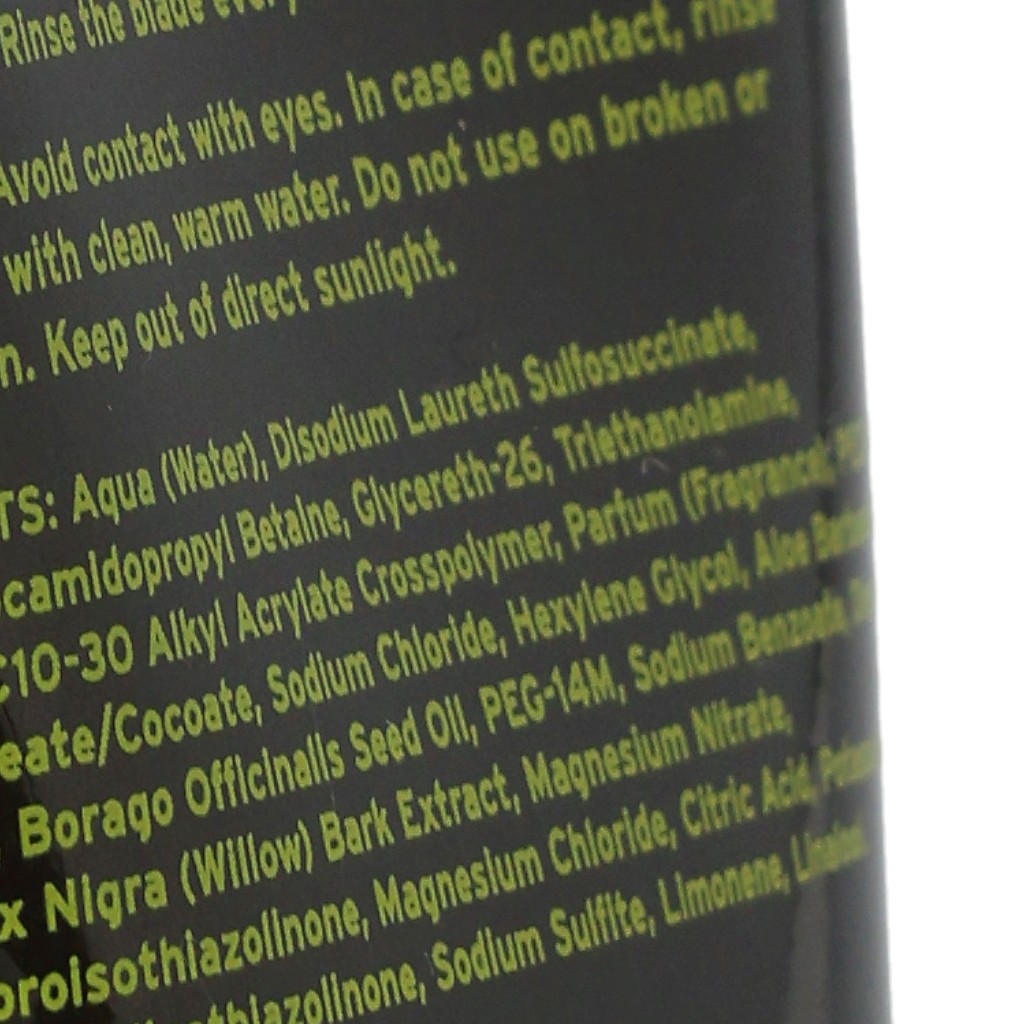 Rinse the blade every
Avoid contact with eyes. In case of contact, rinse
with clean, warm water. Do not use on broken or
n. Keep out of direct sunlight.
TS: Aqua (Water), Disodium Laureth Sulfosuccinate,
camidopropyl Betaine, Glycereth-26, Triethanolamine,
C10-30 Alkyl Acrylate Crosspolymer, Parfum (Fragrance),
eate/Cocoate, Sodium Chloride, Hexylene Glycol, Aloe
Borago Officinalis Seed Oil, PEG-14M, Sodium Benzoate,
x Nigra (Willow) Bark Extract, Magnesium Nitrate,
oroisothiazolinone, Magnesium Chloride, Citric Acid,
thiazolinone, Sodium Sulfite, Limonene, Linalool